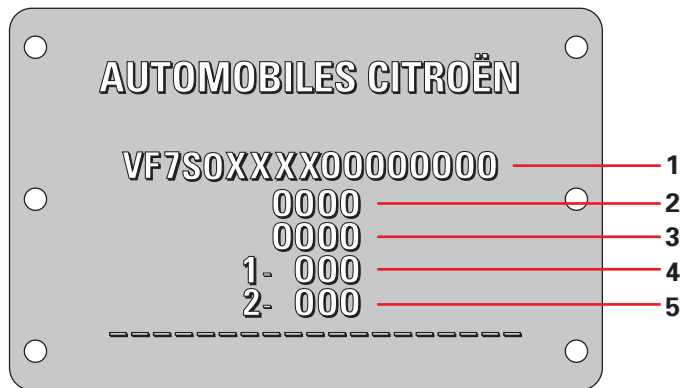 AUTOMOBILES CITROËN
VF7S0XXXX00000000 1
0000 2
0000 3
1- 000 4
2- 000 5